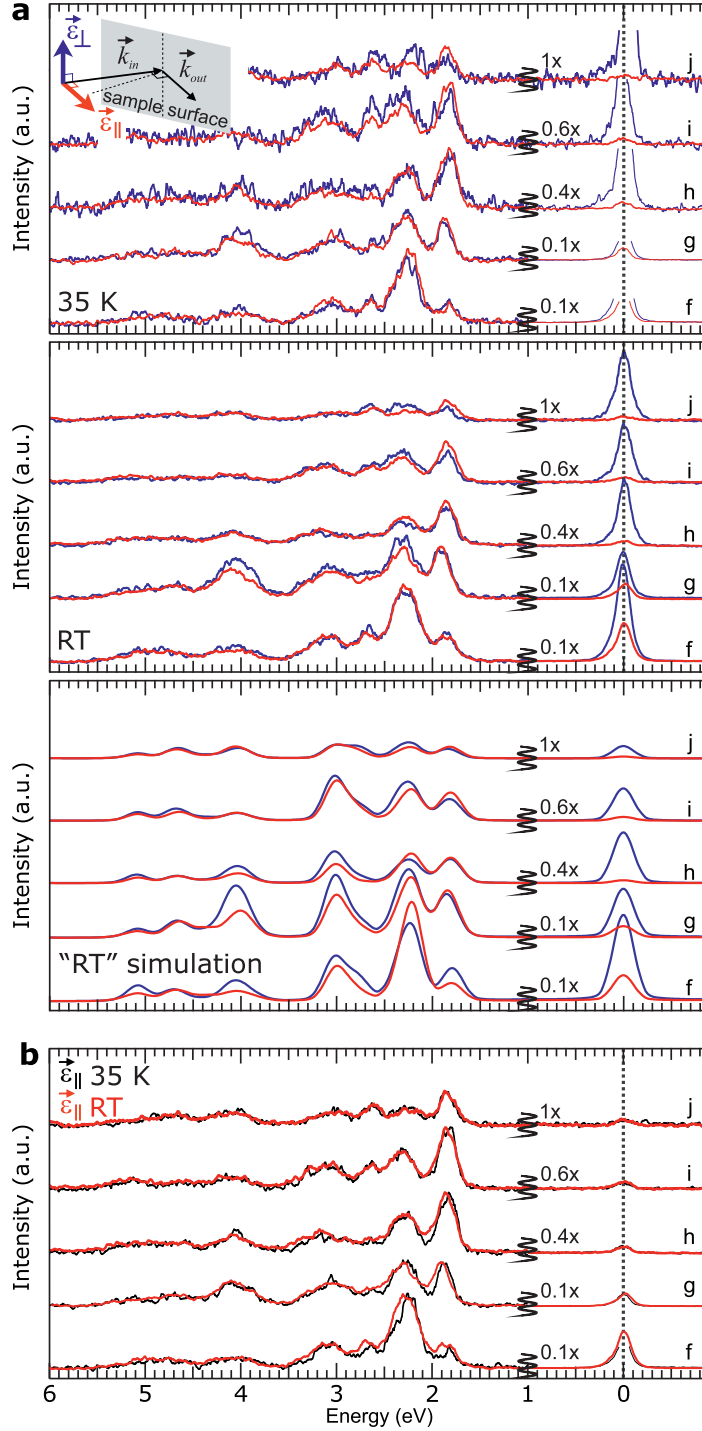 a
ε⊥
k in
k out
ε∥
sample surface
Intensity (a.u.)
1x j
0.6x i
0.4x h
0.1x g
35 K 0.1x f
Intensity (a.u.)
1x j
0.6x i
0.4x h
0.1x g
RT 0.1x f
Intensity (a.u.)
1x j
0.6x i
0.4x h
0.1x g
“RT” simulation 0.1x f
b
ε∥ 35 K
ε∥ RT
Intensity (a.u.)
1x j
0.6x i
0.4x h
0.1x g
0.1x f
6 5 4 3 2 1 0
Energy (eV)